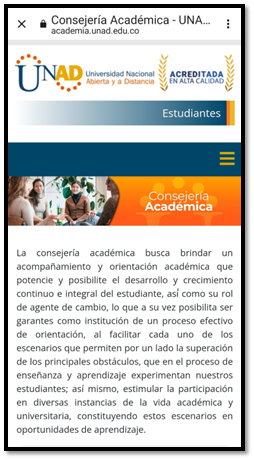 Consejería Académica - UNA...
academia.unad.edu.co
UNAD Universidad Nacional
Abierta y a Distancia
ACREDITADA
EN ALTA CALIDAD
Estudiantes
Consejería
Académica
La consejería académica busca brindar un
acompañamiento y orientación académica que
potencie y posibilite el desarrollo y crecimiento
continuo e integral del estudiante, así como su rol
de agente de cambio, lo que a su vez posibilita ser
garantes como institución de un proceso efectivo
de orientación, al facilitar cada uno de los
escenarios que permiten por un lado la superación
de los principales obstáculos, que en el proceso de
enseñanza y aprendizaje experimentan nuestros
estudiantes; así mismo, estimular la participación
en diversas instancias de la vida académica y
universitaria, constituyendo estos escenarios en
oportunidades de aprendizaje.